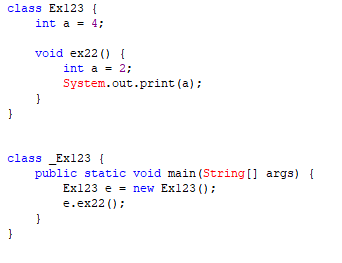 class Ex123 {
    int a = 4;

    void ex22() {
        int a = 2;
        System.out.print(a);
    }
}


class _Ex123 {
    public static void main(String[] args) {
        Ex123 e = new Ex123();
        e.ex22();
    }
}